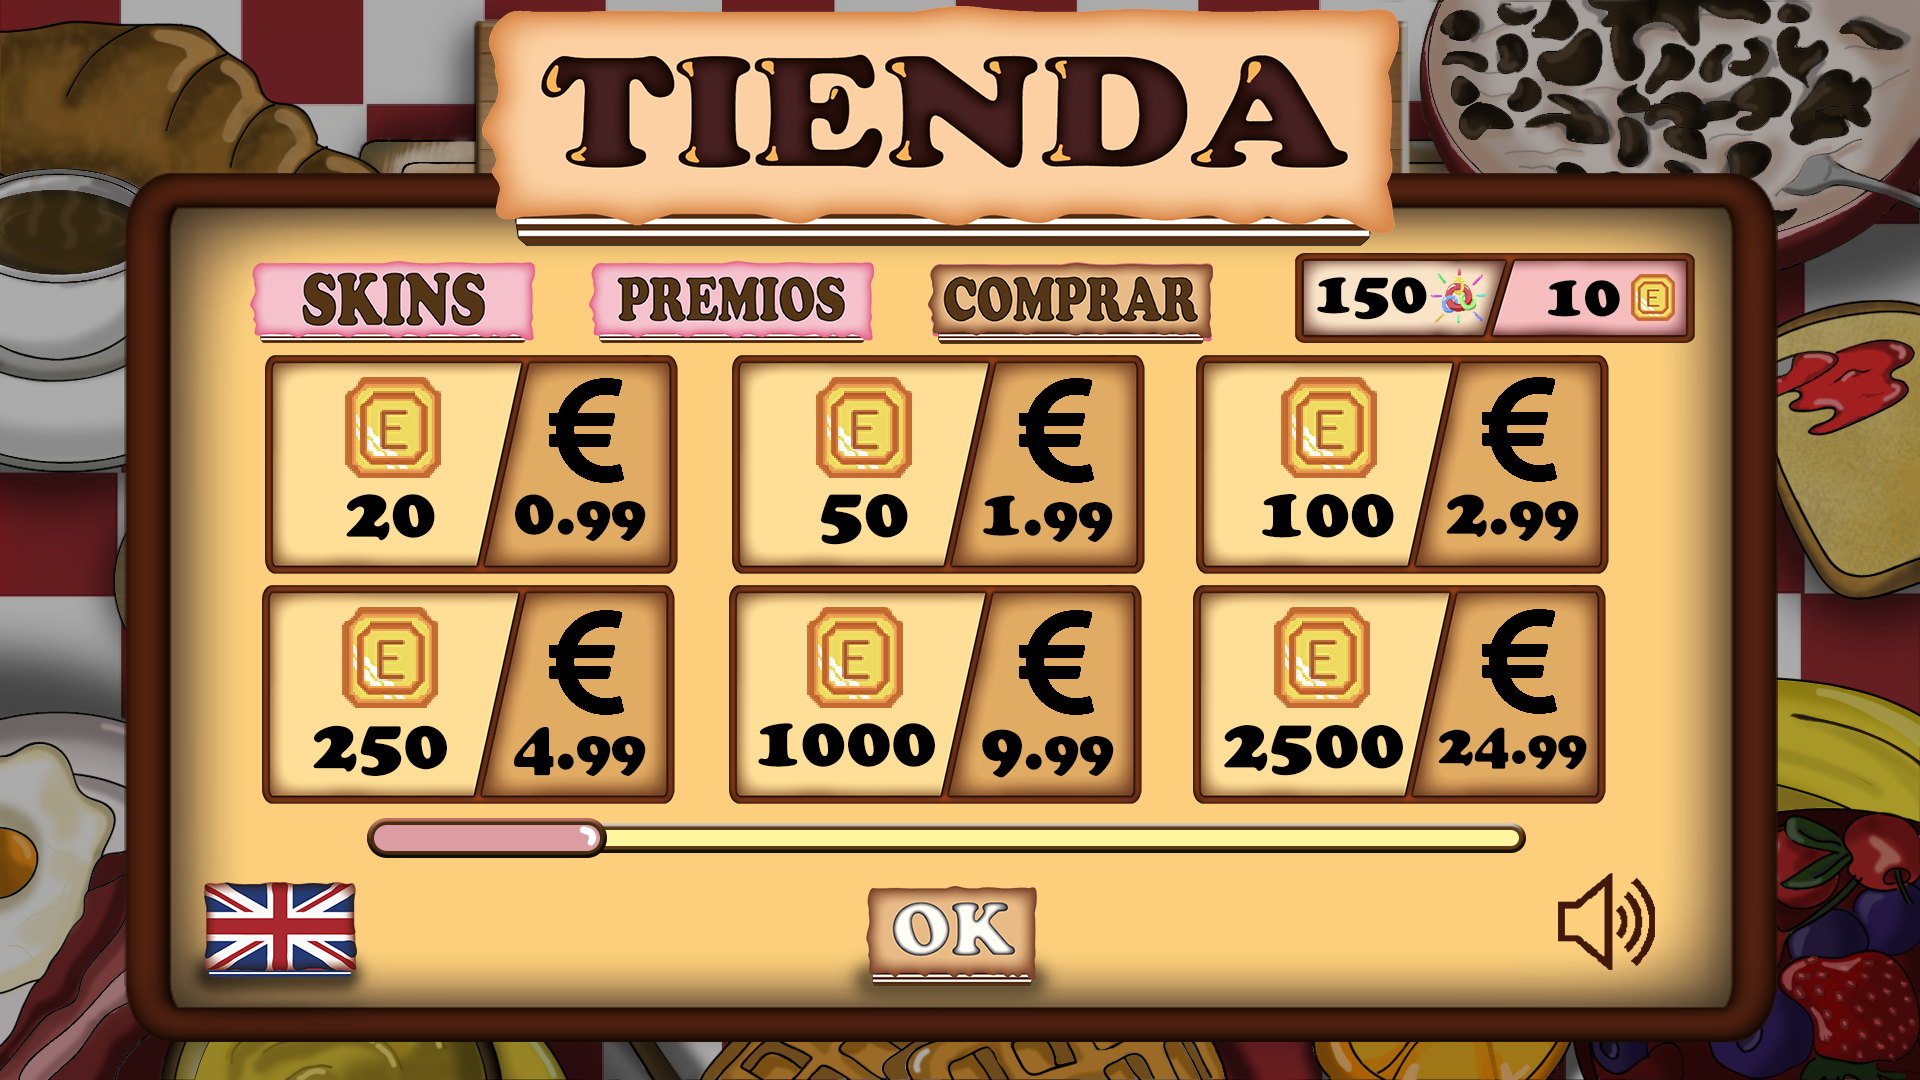 TIENDA
SKINS PREMIOS COMPRAR 150 10 E
E € E € E €
20 0.99 50 1.99 100 2.99
E € E € E €
250 4.99 1000 9.99 2500 24.99
OK